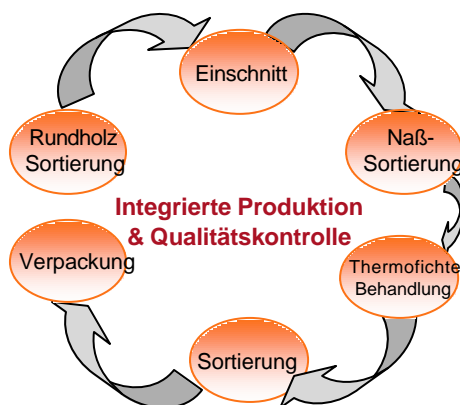 Einschnitt
Rundholz
Sortierung
Naß-
Sortierung
Integrierte Produktion
& Qualitätskontrolle
Verpackung
Thermofichte
Behandlung
Sortierung